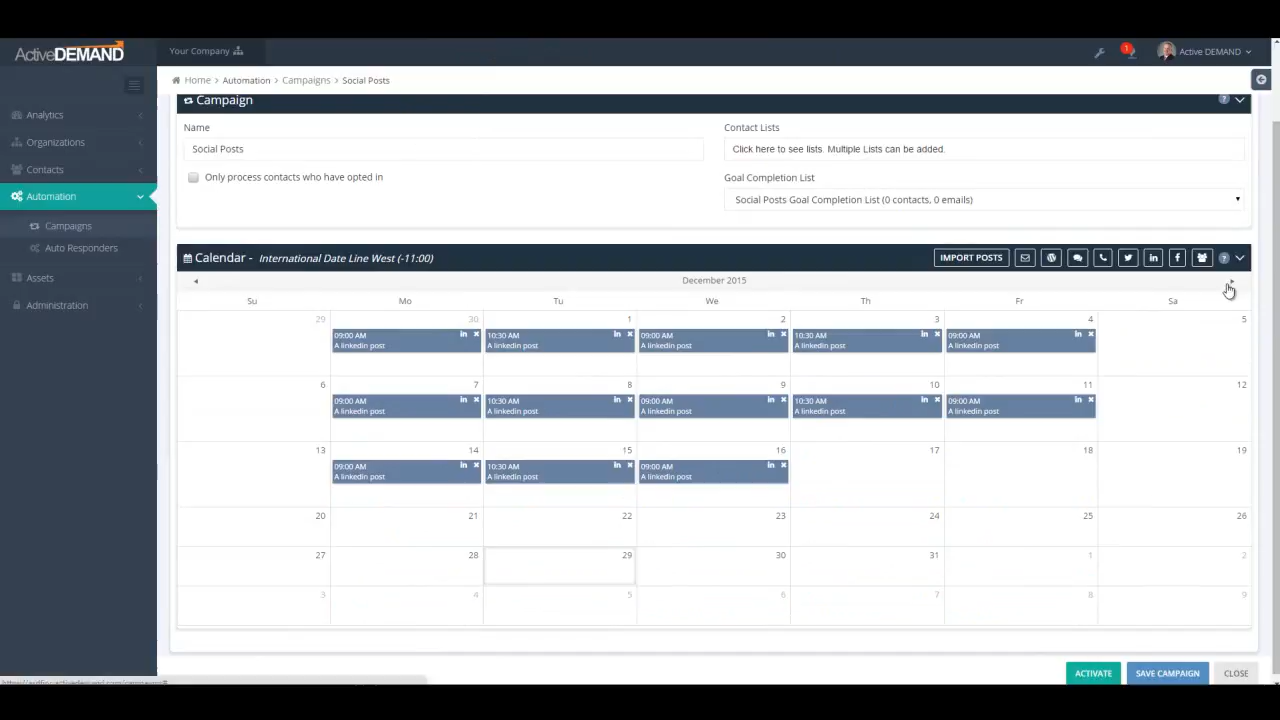 ActiveDEMAND
Your Company
1
Active DEMAND
Home > Automation > Campaigns > Social Posts
Analytics
Organizations
Contacts
Automation
Campaigns
Auto Responders
Assets
Administration
Campaign
Name
Contact Lists
Social Posts
Click here to see lists. Multiple Lists can be added.
Only process contacts who have opted in
Goal Completion List
Social Posts Goal Completion List (0 contacts, 0 emails)
Calendar - International Date Line West (-11:00)
IMPORT POSTS
December 2015
Su Mo Tu We Th Fr Sa
29 30 1 2 3 4 5
09:00 AM 10:30 AM 09:00 AM 10:30 AM 09:00 AM
A linkedin post A linkedin post A linkedin post A linkedin post A linkedin post
6 7 8 9 10 11 12
09:00 AM 10:30 AM 09:00 AM 10:30 AM 09:00 AM
A linkedin post A linkedin post A linkedin post A linkedin post A linkedin post
13 14 15 16 17 18 19
09:00 AM 10:30 AM 09:00 AM
A linkedin post A linkedin post A linkedin post
20 21 22 23 24 25 26
27 28 29 30 31 1 2
3 4 5 6 7 8 9
ACTIVATE SAVE CAMPAIGN CLOSE